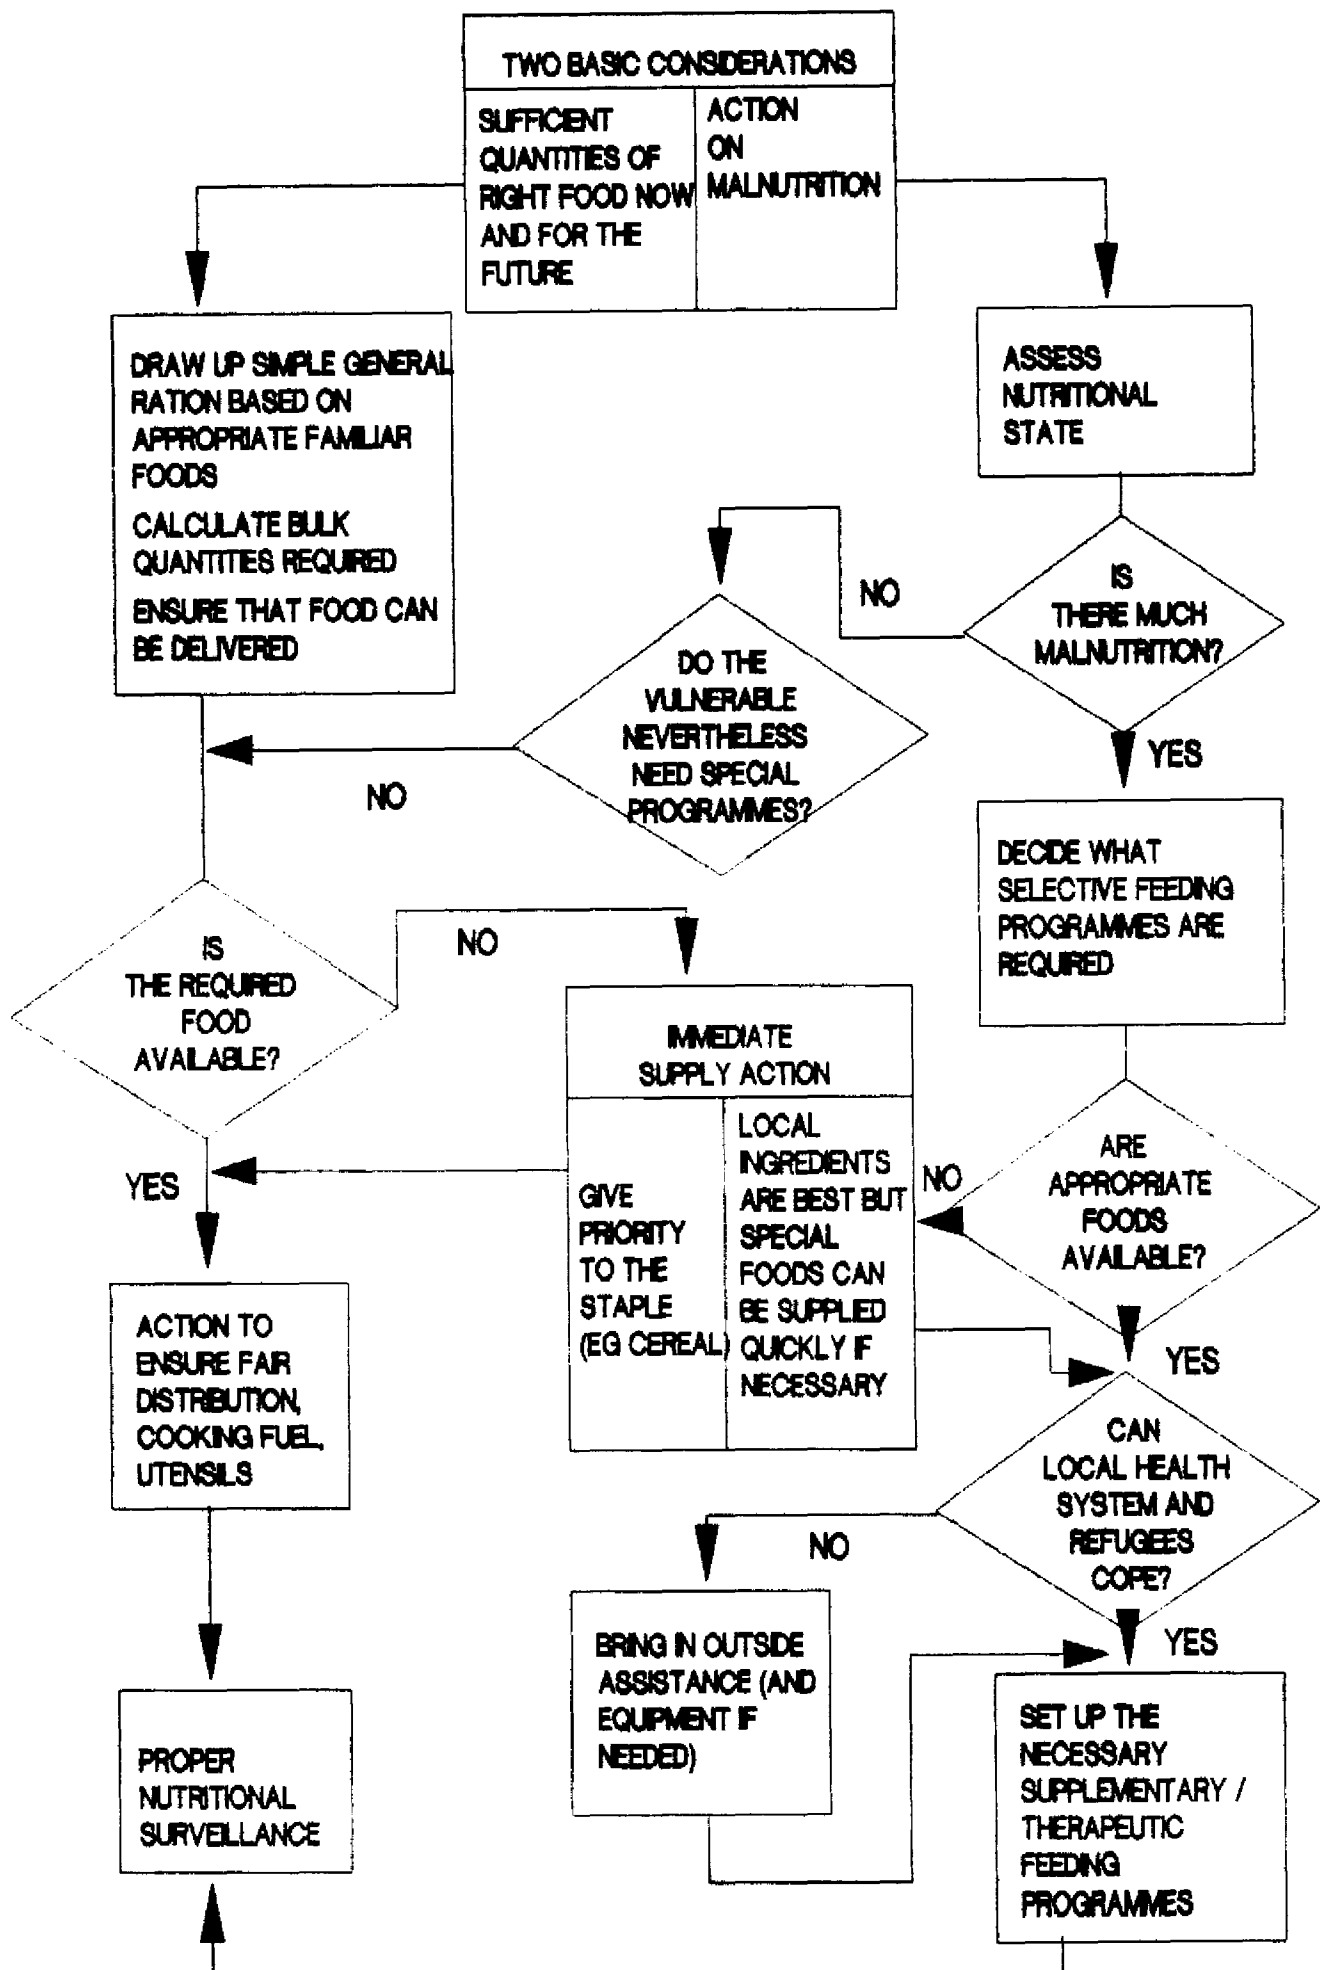 TWO BASIC CONSIDERATIONS
SUFFICIENT
QUANTITIES OF
RIGHT FOOD NOW
AND FOR THE
FUTURE
ACTION
ON
MALNUTRITION
DRAW UP SIMPLE GENERAL
RATION BASED ON
APPROPRIATE FAMILIAR
FOODS
CALCULATE BULK
QUANTITIES REQUIRED
ENSURE THAT FOOD CAN
BE DELIVERED
ASSESS
NUTRITIONAL
STATE
IS
THERE MUCH
MALNUTRITION?
NO
YES
DO THE
VULNERABLE
NEVERTHELESS
NEED SPECIAL
PROGRAMMES?
NO
DECIDE WHAT
SELECTIVE FEEDING
PROGRAMMES ARE
REQUIRED
IS
THE REQUIRED
FOOD
AVAILABLE?
NO
YES
IMMEDIATE
SUPPLY ACTION
GIVE
PRIORITY
TO THE
STAPLE
(EG CEREAL)
LOCAL
INGREDIENTS
ARE BEST BUT
SPECIAL
FOODS CAN
BE SUPPLIED
QUICKLY IF
NECESSARY
ARE
APPROPRIATE
FOODS
AVAILABLE?
NO
YES
ACTION TO
ENSURE FAIR
DISTRIBUTION,
COOKING FUEL,
UTENSILS
CAN
LOCAL HEALTH
SYSTEM AND
REFUGEES
COPE?
NO
YES
BRING IN OUTSIDE
ASSISTANCE (AND
EQUIPMENT IF
NEEDED)
PROPER
NUTRITIONAL
SURVEILLANCE
SET UP THE
NECESSARY
SUPPLEMENTARY /
THERAPEUTIC
FEEDING
PROGRAMMES